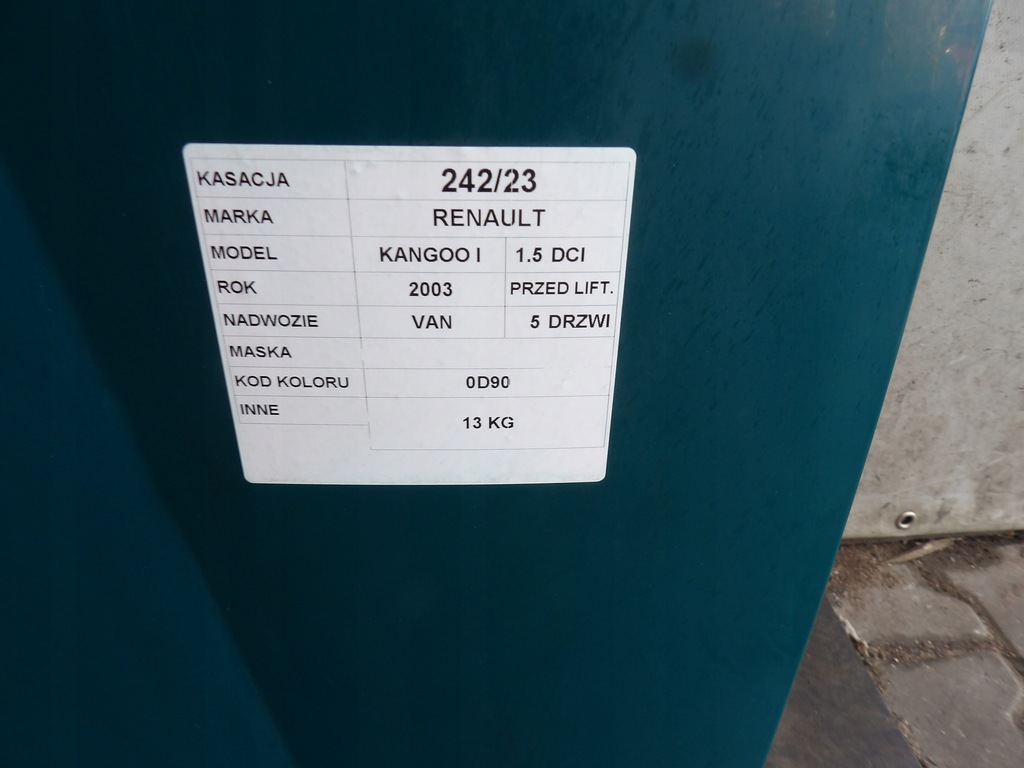 KASACJA 242/23
MARKA RENAULT
MODEL KANGOO I 1.5 DCI
ROK 2003 PRZED LIFT.
NADWOZIE VAN 5 DRZWI
MASKA
KOD KOLORU 0D90
INNE 13 KG